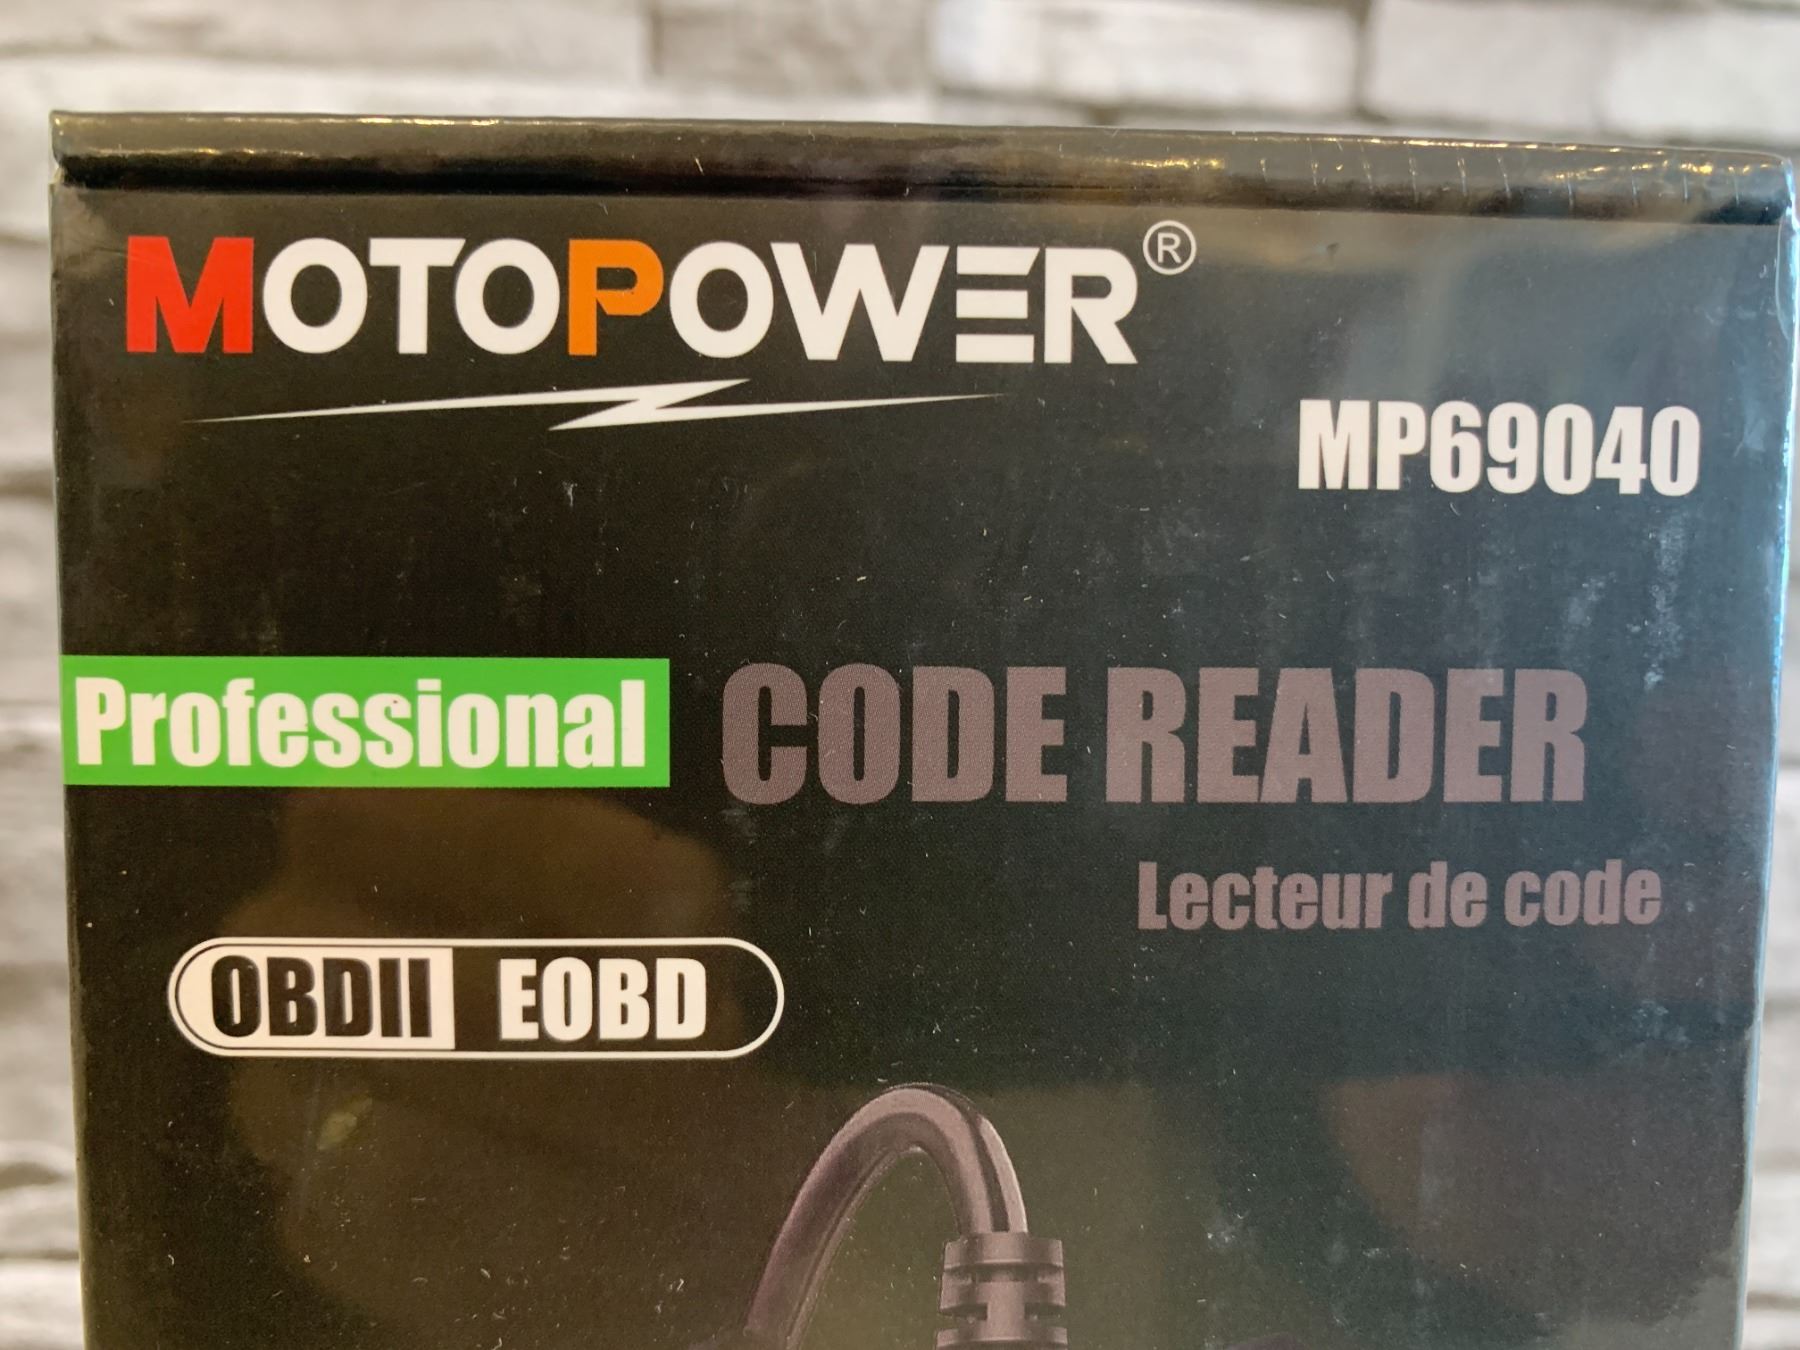 MOTOPOWER®
MP69040
Professional CODE READER
Lecteur de code
OBDII EOBD